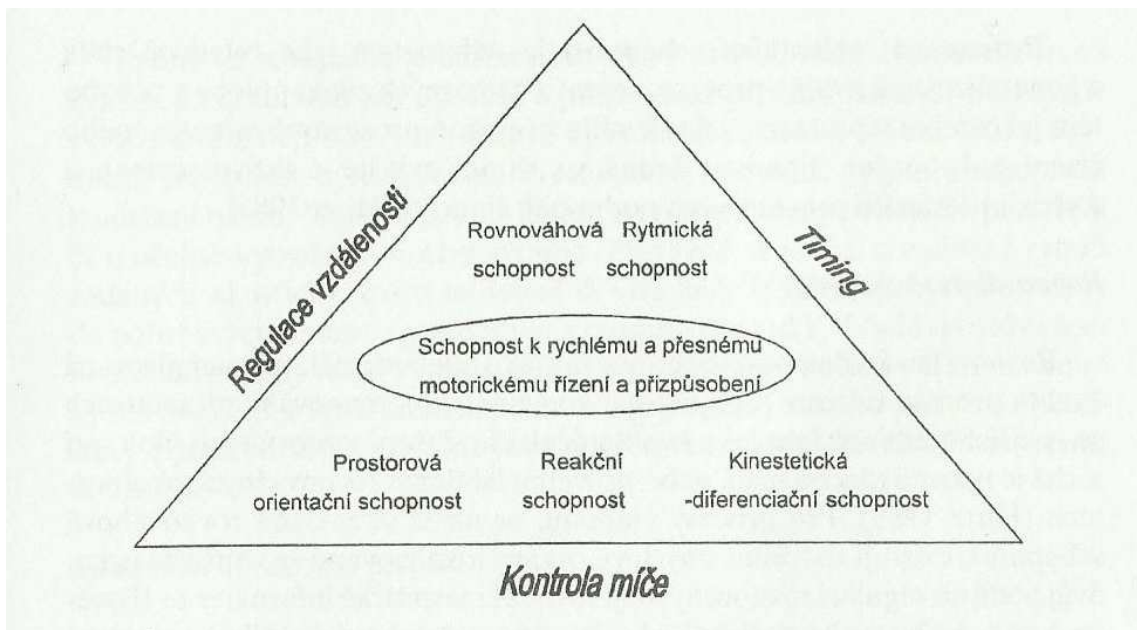 Regulace vzdálenosti
Timing
Rovnováhová Rytmická
schopnost schopnost
Schopnost k rychlému a přesnému
motorickému řízení a přizpůsobení
Prostorová Reakční Kinestetická
orientační schopnost schopnost -diferenciační schopnost
Kontrola míče